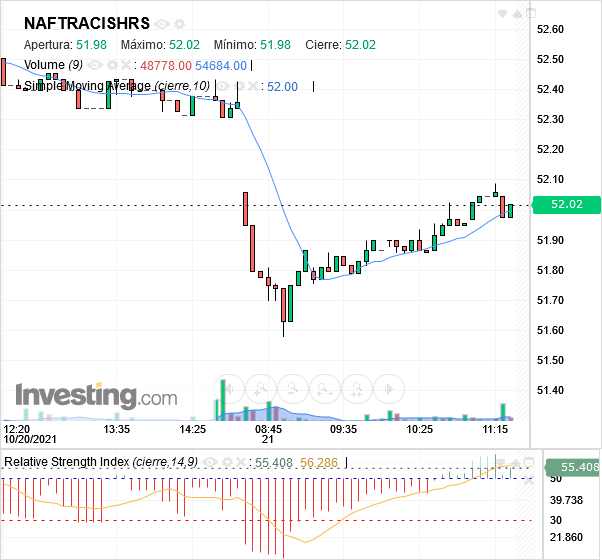 NAFTRACISHRS
Apertura: 51.98 Máximo: 52.02 Mínimo: 51.98 Cierre: 52.02
Volume (9) 48778.00 54684.00
Simple Moving Average (cierre,10) : 52.00
52.60
52.50
52.40
52.30
52.20
52.10
52.02
51.90
51.80
51.70
51.60
51.50
51.40
Investing.com
12:20 13:35 14:25 08:45 09:35 10:25 11:15
10/20/2021 21
Relative Strength Index (cierre,14,9) : 55.408 56.286
55.408
50
39.738
30
21.860